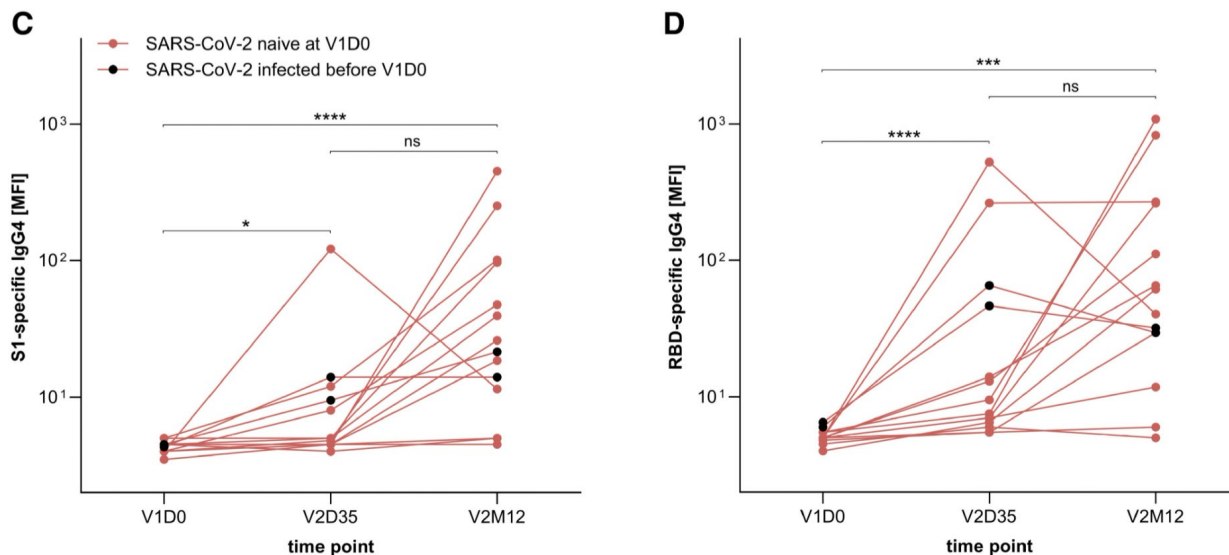 C
SARS-CoV-2 naive at V1D0
SARS-CoV-2 infected before V1D0
S1-specific IgG4 [MFI]
10³
10²
10¹
****
ns
*
V1D0
V2D35
V2M12
time point
D
RBD-specific IgG4 [MFI]
10³
10²
10¹
***
ns
****
V1D0
V2D35
V2M12
time point